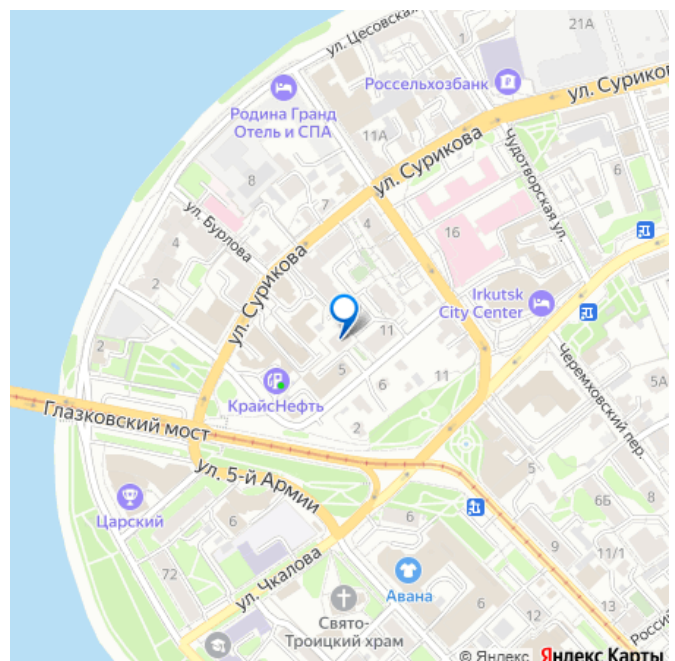 ул. Цесовская
1
21А
Россельхозбанк
ул. Суриков
Родина Гранд
Отель и СПА
11А
ул. Сурикова
Чудотворская ул.
6
8
7
4
16
ул. Бурлова
4
2
ул. Сурикова
Irkutsk
City Center
11
2
5
6
11
Черемховский пер.
5А
КрайсНефть
Глазковский мост
2
ул. 5-й Армии
5
Царский
6
6
6Б
8
9
11/1
72
ул. Чкалова
Авана
5
6
12
13
Свято-
Троицкий храм
Росси
© Яндекс Яндекс Карты